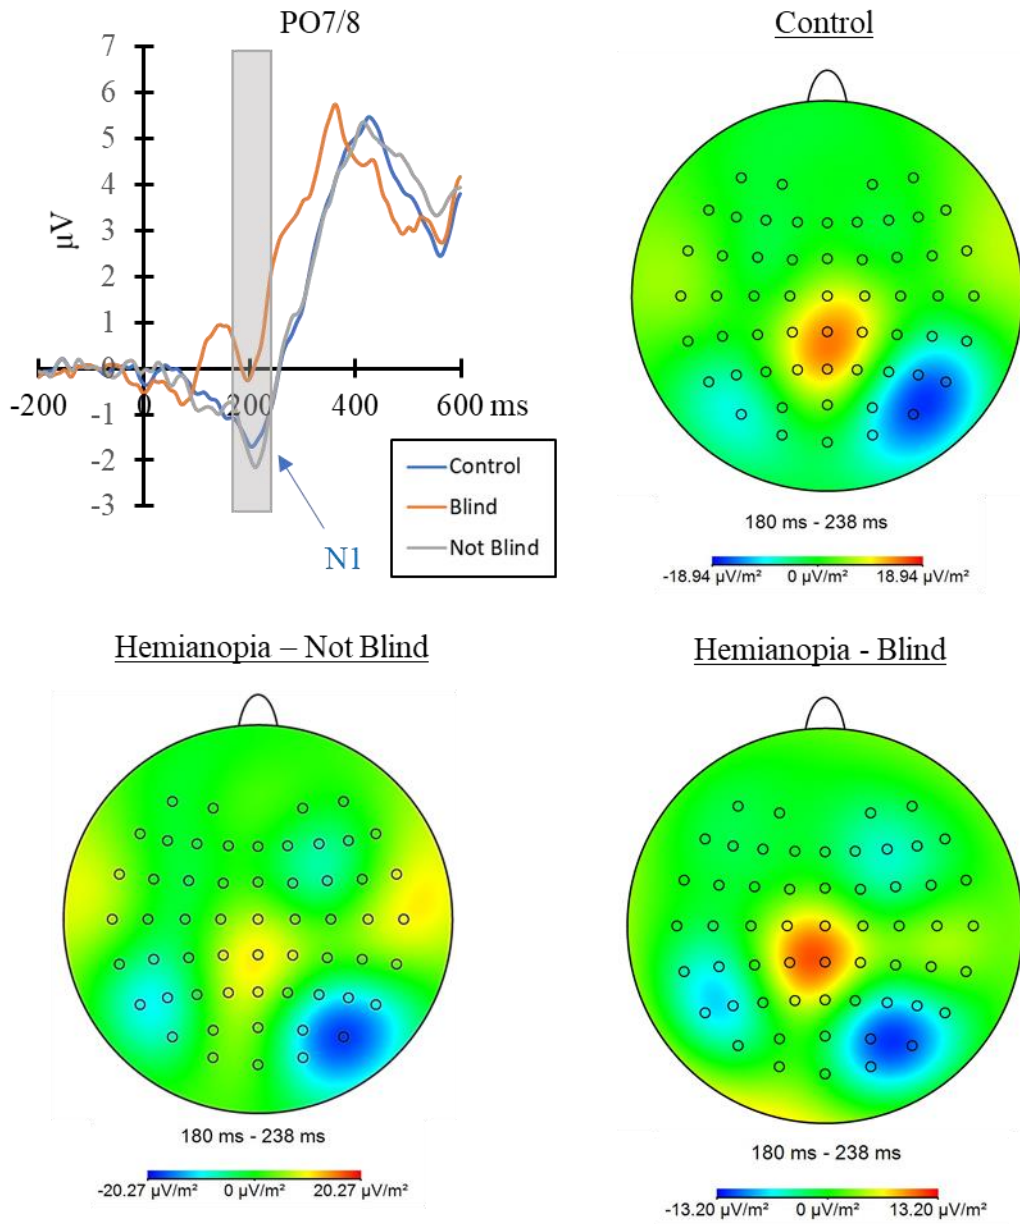 PO7/8
Control
7
6
5
4
µV
3
2
1
0
-200 0 200 400 600 ms
-1
-2
-3
Control
Blind
Not Blind
N1
180 ms - 238 ms
-18.94 µV/m² 0 µV/m² 18.94 µV/m²
Hemianopia – Not Blind
Hemianopia - Blind
180 ms - 238 ms
-20.27 µV/m² 0 µV/m² 20.27 µV/m²
180 ms - 238 ms
-13.20 µV/m² 0 µV/m² 13.20 µV/m²